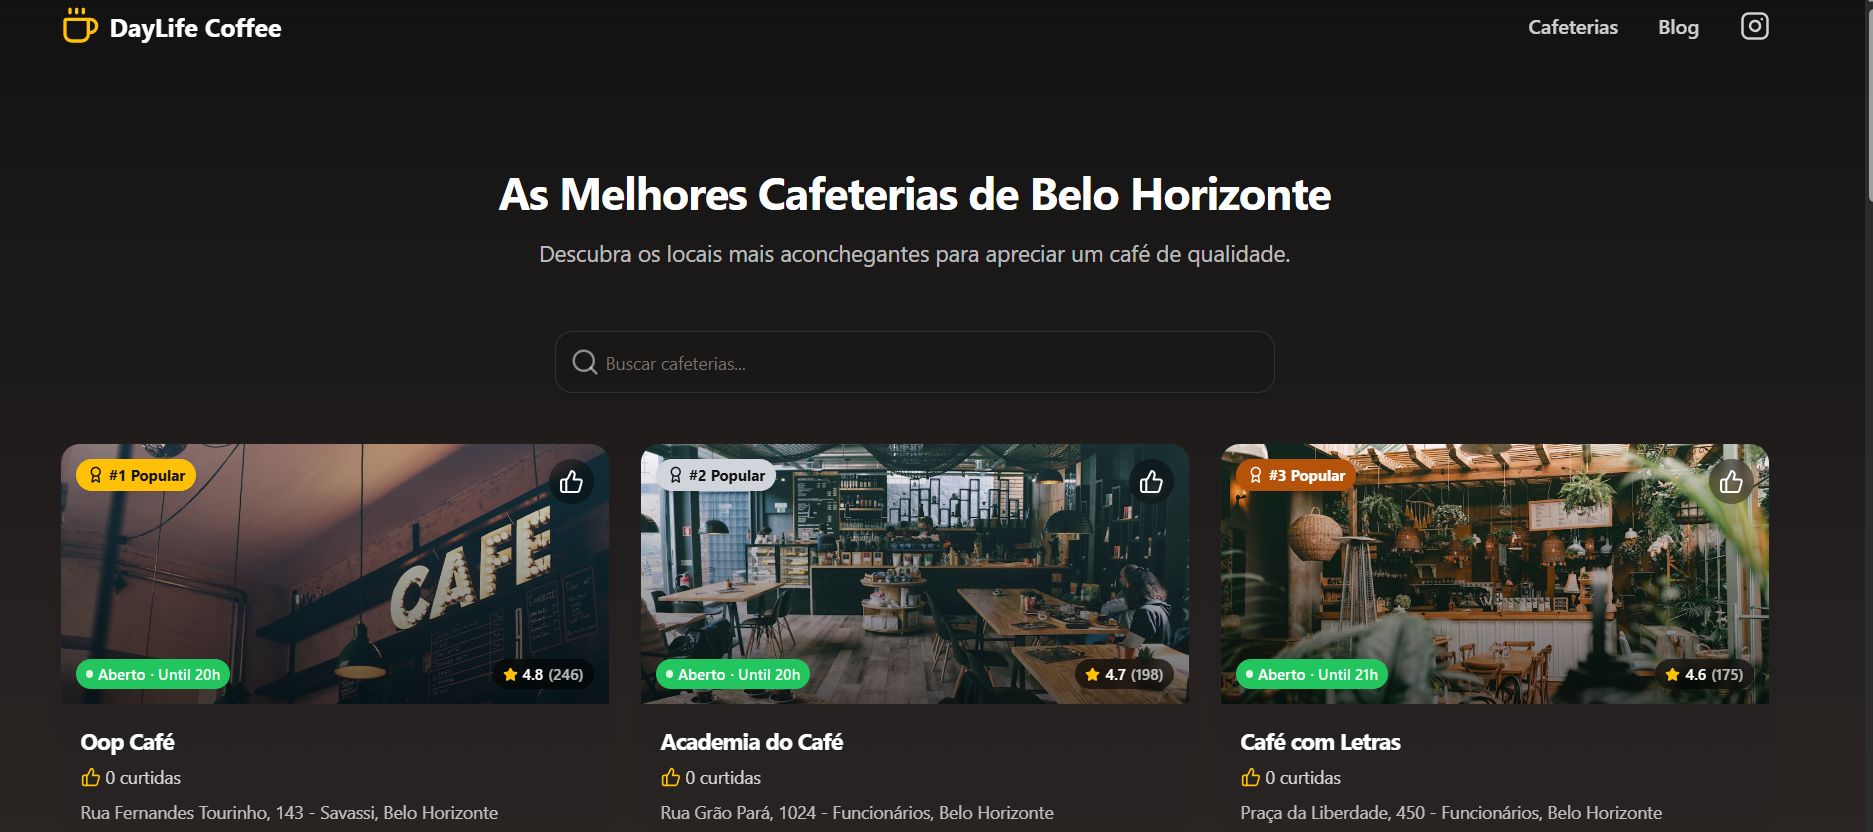 DayLife Coffee
Cafeterias
Blog
As Melhores Cafeterias de Belo Horizonte
Descubra os locais mais aconchegantes para apreciar um café de qualidade.
Buscar cafeterias...
#1 Popular
CAFE
Aberto · Until 20h
4.8 (246)
Oop Café
0 curtidas
Rua Fernandes Tourinho, 143 - Savassi, Belo Horizonte
#2 Popular
Aberto · Until 20h
4.7 (198)
Academia do Café
0 curtidas
Rua Grão Pará, 1024 - Funcionários, Belo Horizonte
#3 Popular
Aberto · Until 21h
4.6 (175)
Café com Letras
0 curtidas
Praça da Liberdade, 450 - Funcionários, Belo Horizonte